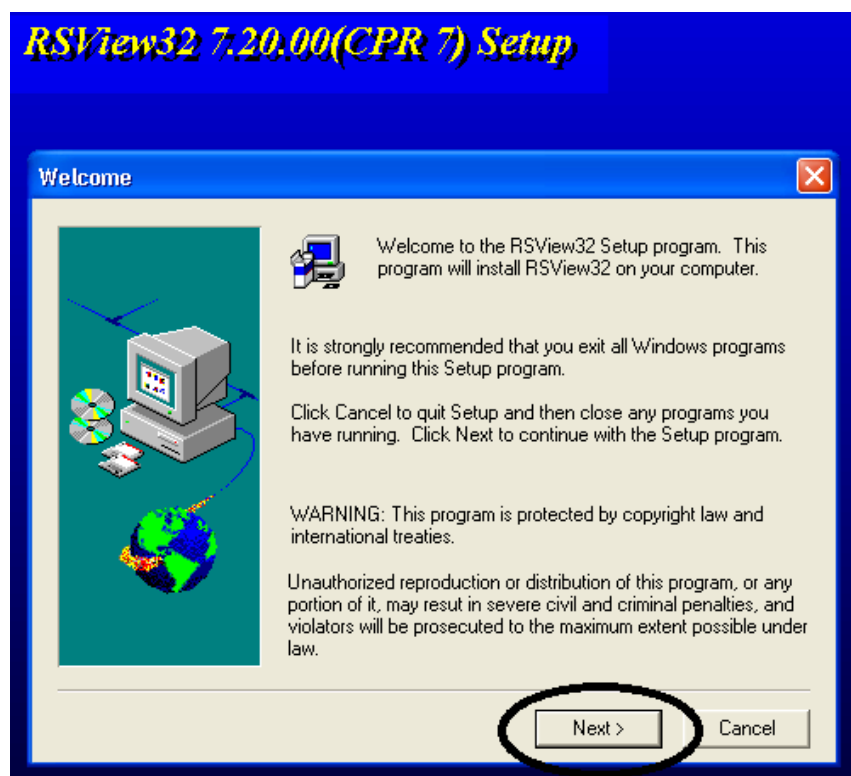 RSView32 7.20.00(CPR 7) Setup
Welcome
Welcome to the RSView32 Setup program. This
program will install RSView32 on your computer.
It is strongly recommended that you exit all Windows programs
before running this Setup program.
Click Cancel to quit Setup and then close any programs you
have running. Click Next to continue with the Setup program.
WARNING: This program is protected by copyright law and
international treaties.
Unauthorized reproduction or distribution of this program, or any
portion of it, may resut in severe civil and criminal penalties, and
violators will be prosecuted to the maximum extent possible under
law.
Next >
Cancel